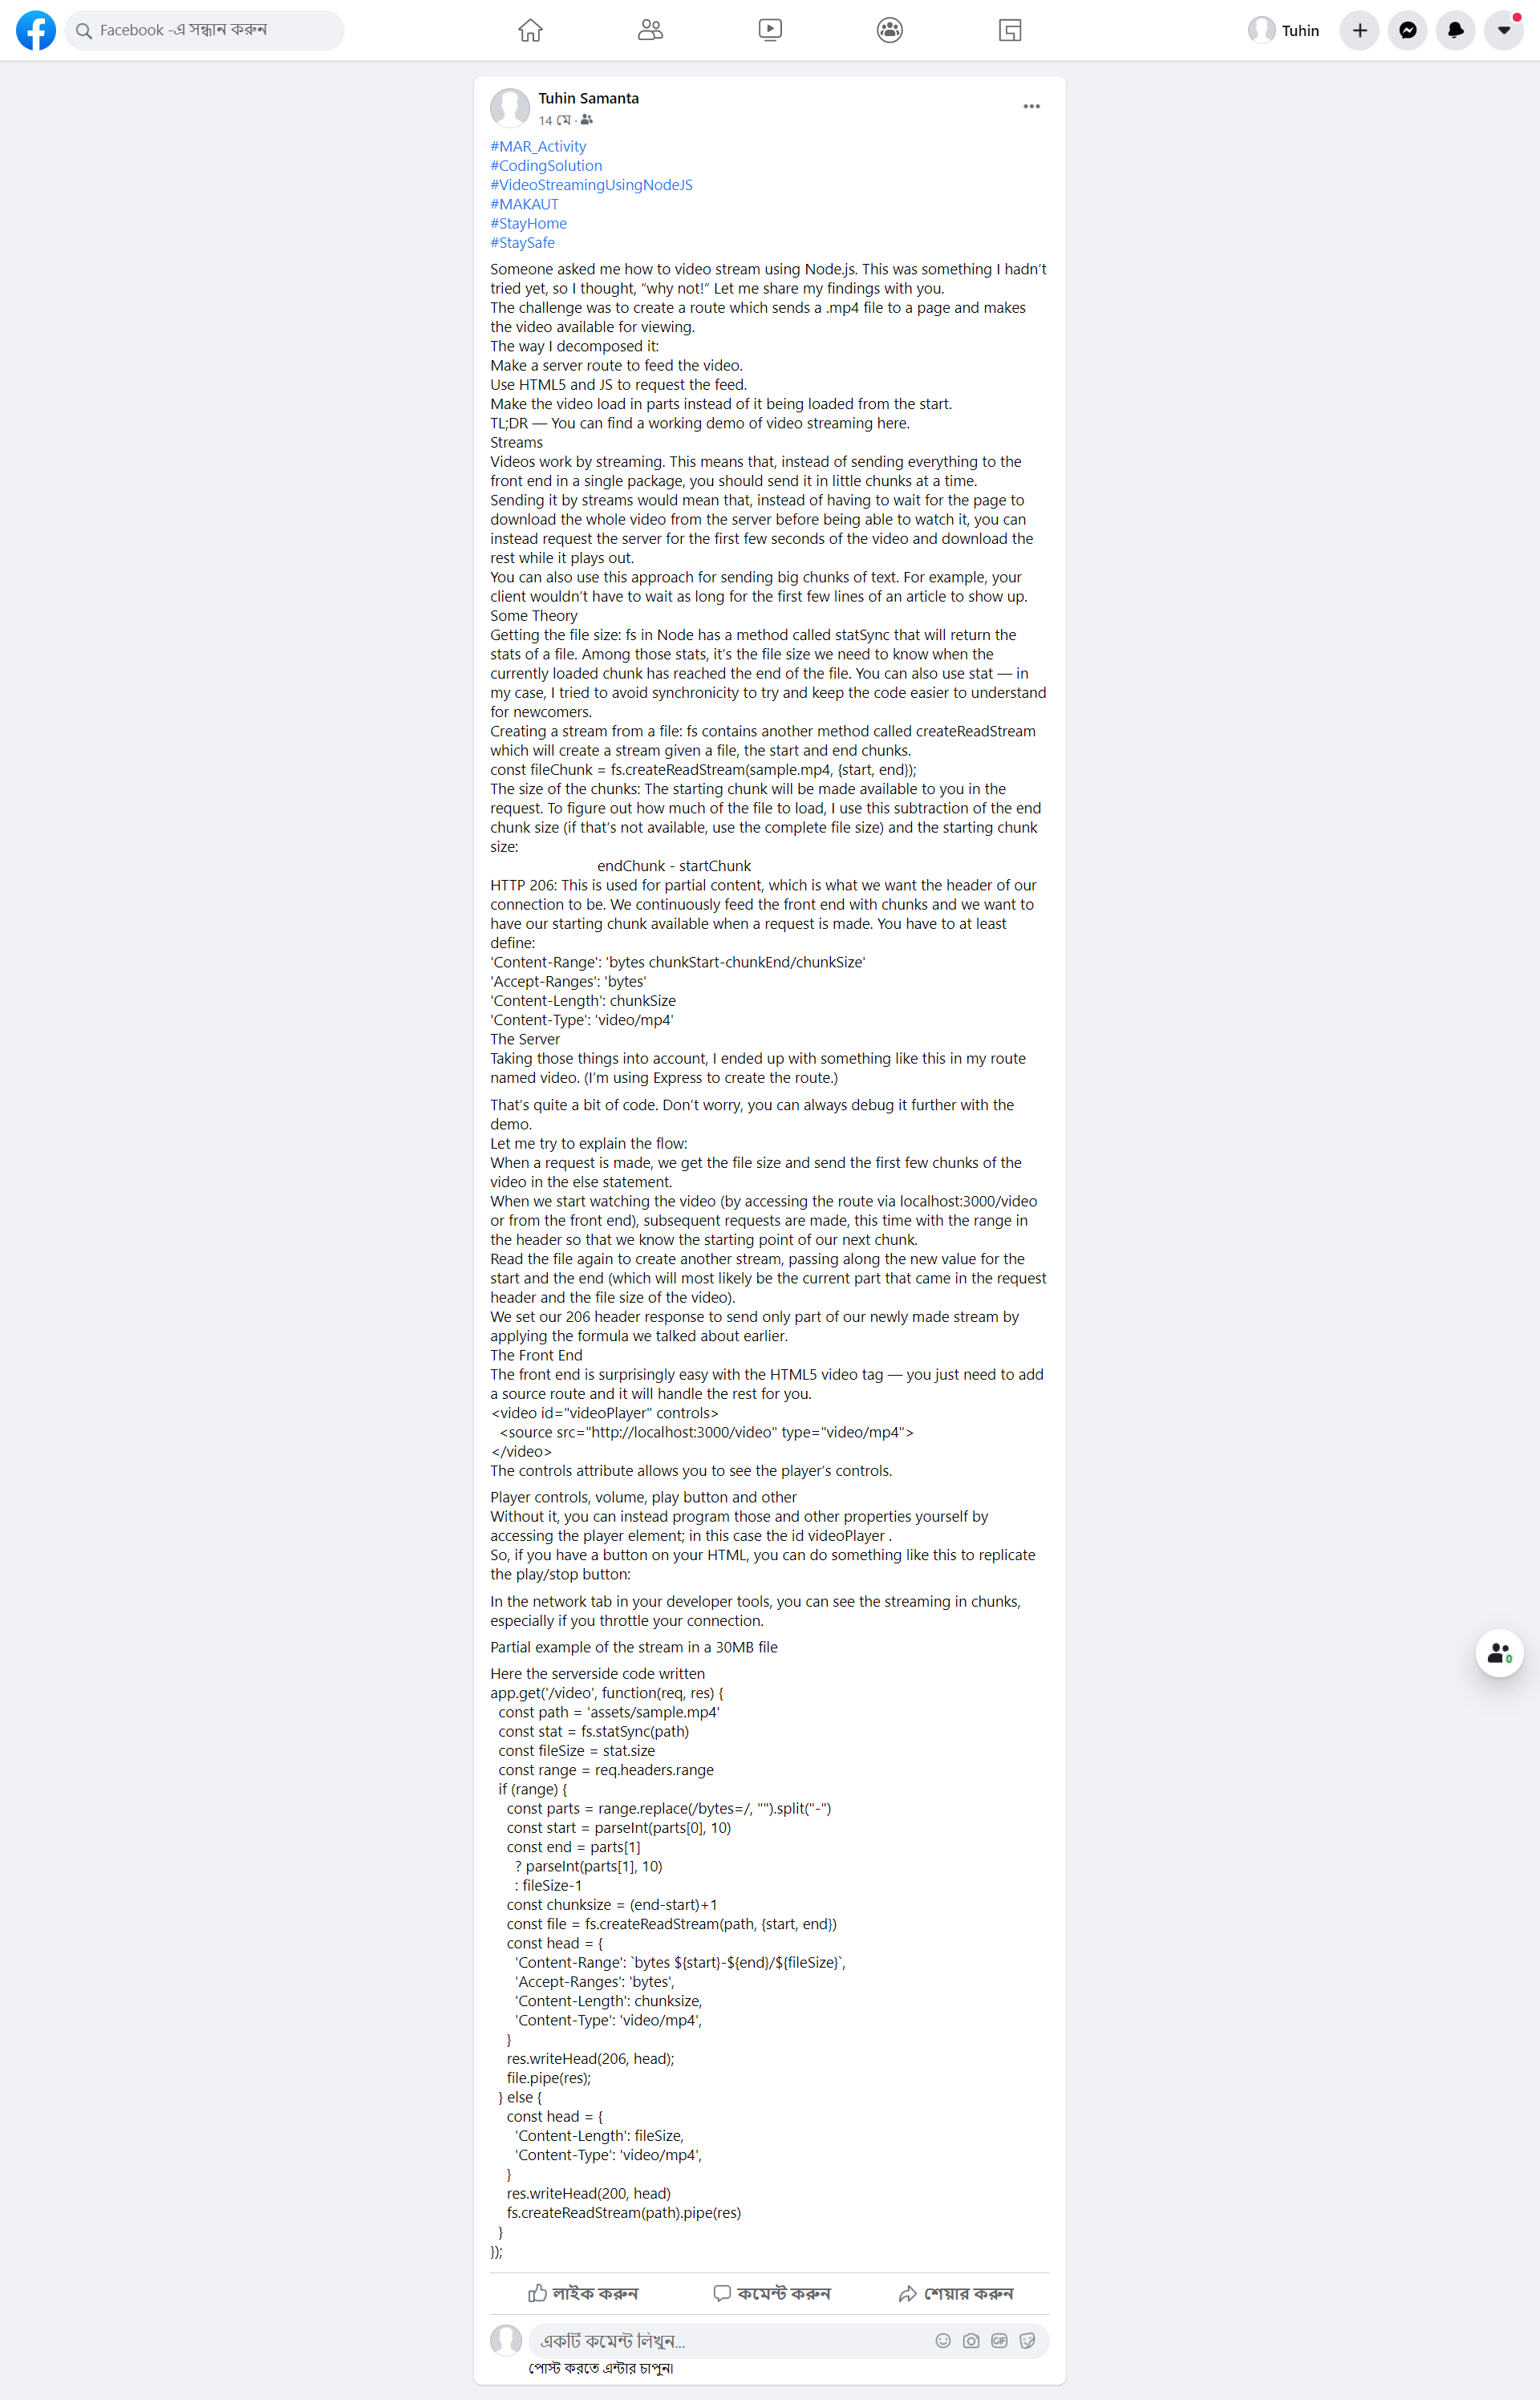 Facebook -এ সন্ধান করুন
Tuhin
Tuhin Samanta
14 মে ·
#MAR_Activity
#CodingSolution
#VideoStreamingUsingNodeJS
#MAKAUT
#StayHome
#StaySafe
Someone asked me how to video stream using Node.js. This was something I hadn’t
tried yet, so I thought, “why not!” Let me share my findings with you.
The challenge was to create a route which sends a .mp4 file to a page and makes
the video available for viewing.
The way I decomposed it:
Make a server route to feed the video.
Use HTML5 and JS to request the feed.
Make the video load in parts instead of it being loaded from the start.
TL;DR — You can find a working demo of video streaming here.
Streams
Videos work by streaming. This means that, instead of sending everything to the
front end in a single package, you should send it in little chunks at a time.
Sending it by streams would mean that, instead of having to wait for the page to
download the whole video from the server before being able to watch it, you can
instead request the server for the first few seconds of the video and download the
rest while it plays out.
You can also use this approach for sending big chunks of text. For example, your
client wouldn’t have to wait as long for the first few lines of an article to show up.
Some Theory
Getting the file size: fs in Node has a method called statSync that will return the
stats of a file. Among those stats, it’s the file size we need to know when the
currently loaded chunk has reached the end of the file. You can also use stat — in
my case, I tried to avoid synchronicity to try and keep the code easier to understand
for newcomers.
Creating a stream from a file: fs contains another method called createReadStream
which will create a stream given a file, the start and end chunks.
const fileChunk = fs.createReadStream(sample.mp4, {start, end});
The size of the chunks: The starting chunk will be made available to you in the
request. To figure out how much of the file to load, I use this subtraction of the end
chunk size (if that’s not available, use the complete file size) and the starting chunk
size:
endChunk - startChunk
HTTP 206: This is used for partial content, which is what we want the header of our
connection to be. We continuously feed the front end with chunks and we want to
have our starting chunk available when a request is made. You have to at least
define:
'Content-Range': 'bytes chunkStart-chunkEnd/chunkSize'
'Accept-Ranges': 'bytes'
'Content-Length': chunkSize
'Content-Type': 'video/mp4'
The Server
Taking those things into account, I ended up with something like this in my route
named video. (I’m using Express to create the route.)
That’s quite a bit of code. Don’t worry, you can always debug it further with the
demo.
Let me try to explain the flow:
When a request is made, we get the file size and send the first few chunks of the
video in the else statement.
When we start watching the video (by accessing the route via localhost:3000/video
or from the front end), subsequent requests are made, this time with the range in
the header so that we know the starting point of our next chunk.
Read the file again to create another stream, passing along the new value for the
start and the end (which will most likely be the current part that came in the request
header and the file size of the video).
We set our 206 header response to send only part of our newly made stream by
applying the formula we talked about earlier.
The Front End
The front end is surprisingly easy with the HTML5 video tag — you just need to add
a source route and it will handle the rest for you.
<video id="videoPlayer" controls>
<source src="http://localhost:3000/video" type="video/mp4">
</video>
The controls attribute allows you to see the player’s controls.
Player controls, volume, play button and other
Without it, you can instead program those and other properties yourself by
accessing the player element; in this case the id videoPlayer .
So, if you have a button on your HTML, you can do something like this to replicate
the play/stop button:
In the network tab in your developer tools, you can see the streaming in chunks,
especially if you throttle your connection.
Partial example of the stream in a 30MB file
Here the serverside code written
app.get('/video', function(req, res) {
const path = 'assets/sample.mp4'
const stat = fs.statSync(path)
const fileSize = stat.size
const range = req.headers.range
if (range) {
const parts = range.replace(/bytes=/, "").split("-")
const start = parseInt(parts[0], 10)
const end = parts[1]
? parseInt(parts[1], 10)
: fileSize-1
const chunksize = (end-start)+1
const file = fs.createReadStream(path, {start, end})
const head = {
'Content-Range': `bytes ${start}-${end}/${fileSize}`,
'Accept-Ranges': 'bytes',
'Content-Length': chunksize,
'Content-Type': 'video/mp4',
}
res.writeHead(206, head);
file.pipe(res);
} else {
const head = {
'Content-Length': fileSize,
'Content-Type': 'video/mp4',
}
res.writeHead(200, head)
fs.createReadStream(path).pipe(res)
}
});
লাইক করুন
কমেন্ট করুন
শেয়ার করুন
একটি কমেন্ট লিখুন...
GIF
পোস্ট করতে এন্টার চাপুন।
0